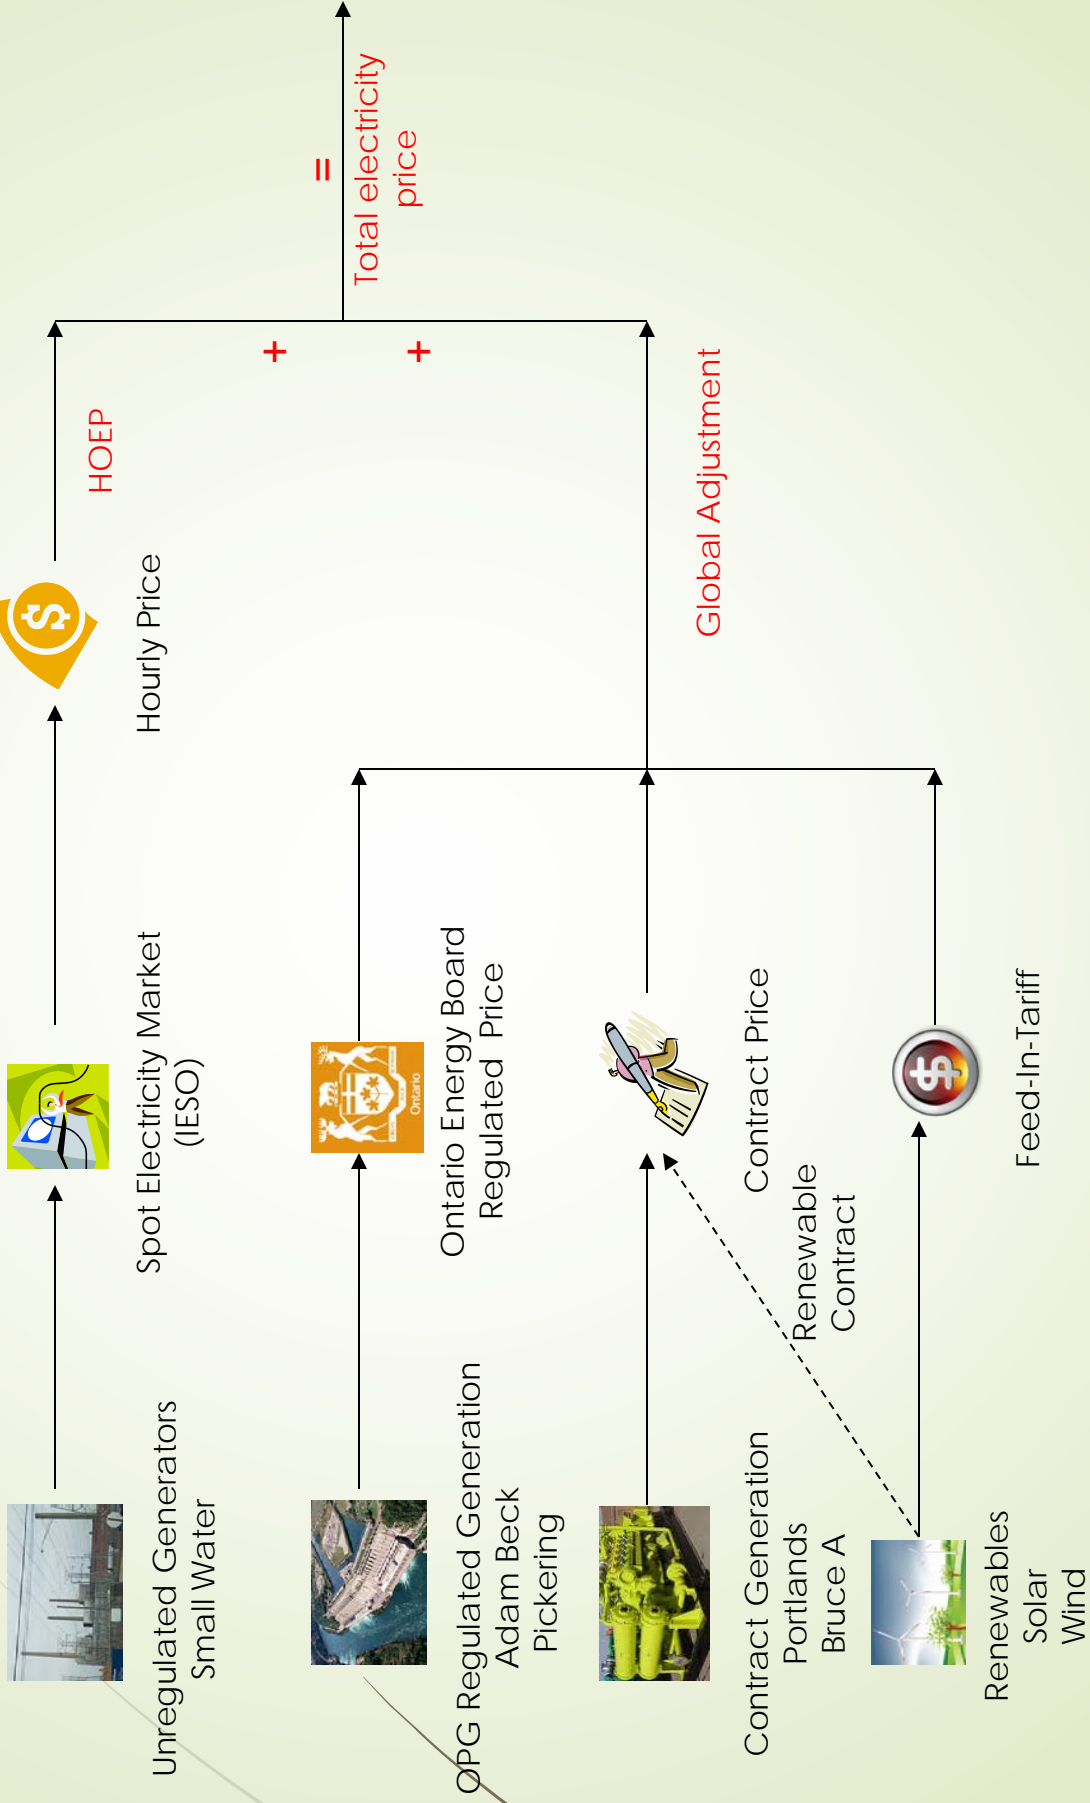 Unregulated Generators
Small Water
Spot Electricity Market
(IESO)
$
Hourly Price
HOEP
OPG Regulated Generation
Adam Beck
Pickering
Ontario
Ontario Energy Board
Regulated Price
Contract Generation
Portlands
Bruce A
Contract Price
Renewable
Contract
Renewables
Solar
Wind
$
Feed-In-Tariff
Global Adjustment
+
+
=
Total electricity
price